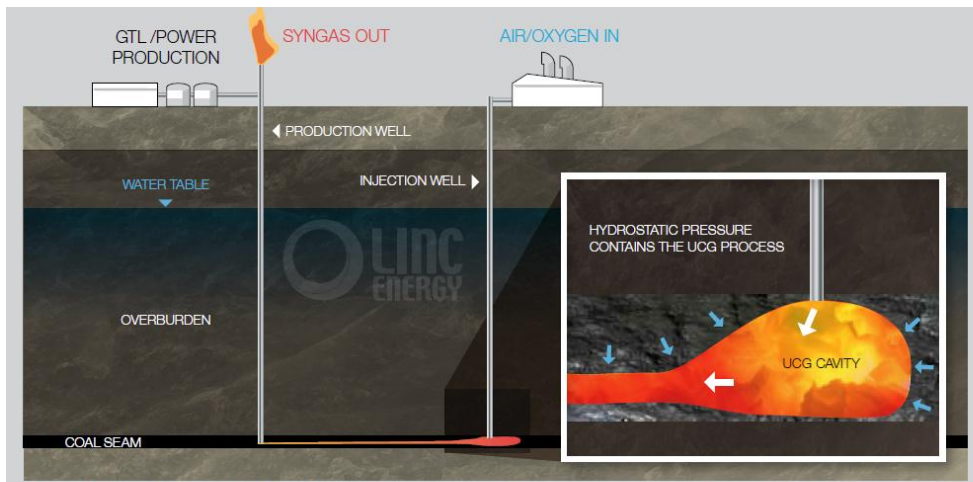 GTL /POWER
PRODUCTION
SYNGAS OUT
AIR/OXYGEN IN
PRODUCTION WELL
INJECTION WELL
WATER TABLE
HYDROSTATIC PRESSURE
CONTAINS THE UCG PROCESS
LINC
ENERGY
OVERBURDEN
UCG CAVITY
COAL SEAM